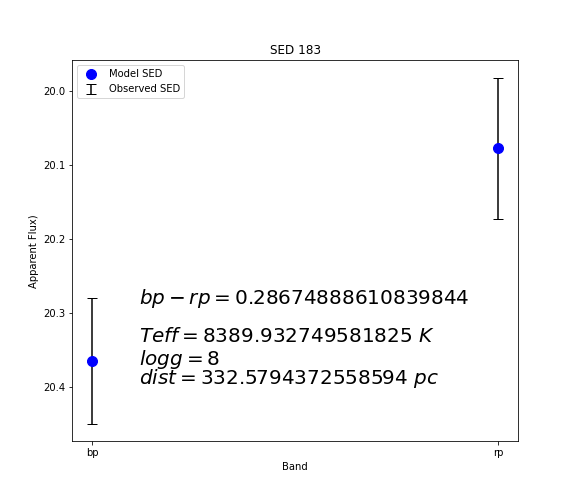 SED 183
Model SED
Observed SED
20.0
20.1
20.2
20.3
20.4
Apparent Flux)
bp − rp = 0.28674888610839844
Teff = 8389.932749581825 K
logg = 8
dist = 332.5794372558594 pc
bp
rp
Band